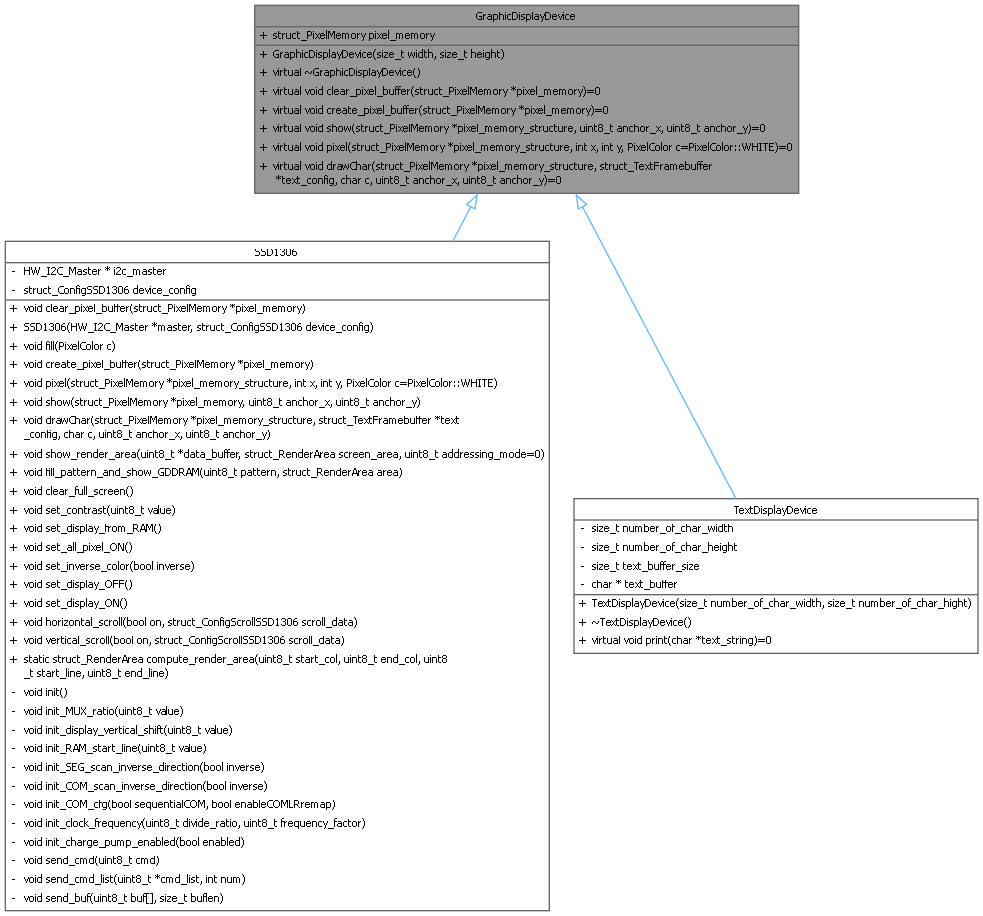 GraphicDisplayDevice
+ struct_PixelMemory pixel_memory
+ GraphicDisplayDevice(size_t width, size_t height)
+ virtual ~GraphicDisplayDevice()
+ virtual void clear_pixel_buffer(struct_PixelMemory *pixel_memory)=0
+ virtual void create_pixel_buffer(struct_PixelMemory *pixel_memory)=0
+ virtual void show(struct_PixelMemory *pixel_memory_structure, uint8_t anchor_x, uint8_t anchor_y)=0
+ virtual void pixel(struct_PixelMemory *pixel_memory_structure, int x, int y, PixelColor c=PixelColor::WHITE)=0
+ virtual void drawChar(struct_PixelMemory *pixel_memory_structure, struct_TextFramebuffer
*text_config, char c, uint8_t anchor_x, uint8_t anchor_y)=0
SSD1306
- HW_I2C_Master * i2c_master
- struct_ConfigSSD1306 device_config
+ void clear_pixel_buffer(struct_PixelMemory *pixel_memory)
+ SSD1306(HW_I2C_Master *master, struct_ConfigSSD1306 device_config)
+ void fill(PixelColor c)
+ void create_pixel_buffer(struct_PixelMemory *pixel_memory)
+ void pixel(struct_PixelMemory *pixel_memory_structure, int x, int y, PixelColor c=PixelColor::WHITE)
+ void show(struct_PixelMemory *pixel_memory, uint8_t anchor_x, uint8_t anchor_y)
+ void drawChar(struct_PixelMemory *pixel_memory_structure, struct_TextFramebuffer *text
_config, char c, uint8_t anchor_x, uint8_t anchor_y)
+ void show_render_area(uint8_t *data_buffer, struct_RenderArea screen_area, uint8_t addressing_mode=0)
+ void fill_pattern_and_show_GDDRAM(uint8_t pattern, struct_RenderArea area)
+ void clear_full_screen()
+ void set_contrast(uint8_t value)
+ void set_display_from_RAM()
+ void set_all_pixel_ON()
+ void set_inverse_color(bool inverse)
+ void set_display_OFF()
+ void set_display_ON()
+ void horizontal_scroll(bool on, struct_ConfigScrollSSD1306 scroll_data)
+ void vertical_scroll(bool on, struct_ConfigScrollSSD1306 scroll_data)
+ static struct_RenderArea compute_render_area(uint8_t start_col, uint8_t end_col, uint8
_t start_line, uint8_t end_line)
- void init()
- void init_MUX_ratio(uint8_t value)
- void init_display_vertical_shift(uint8_t value)
- void init_RAM_start_line(uint8_t value)
- void init_SEG_scan_inverse_direction(bool inverse)
- void init_COM_scan_inverse_direction(bool inverse)
- void init_COM_cfg(bool sequentialCOM, bool enableCOMLRremap)
- void init_clock_frequency(uint8_t divide_ratio, uint8_t frequency_factor)
- void init_charge_pump_enabled(bool enabled)
- void send_cmd(uint8_t cmd)
- void send_cmd_list(uint8_t *cmd_list, int num)
- void send_buf(uint8_t buf[], size_t buflen)
TextDisplayDevice
- size_t number_of_char_width
- size_t number_of_char_height
- size_t text_buffer_size
- char * text_buffer
+ TextDisplayDevice(size_t number_of_char_width, size_t number_of_char_hight)
+ ~TextDisplayDevice()
+ virtual void print(char *text_string)=0